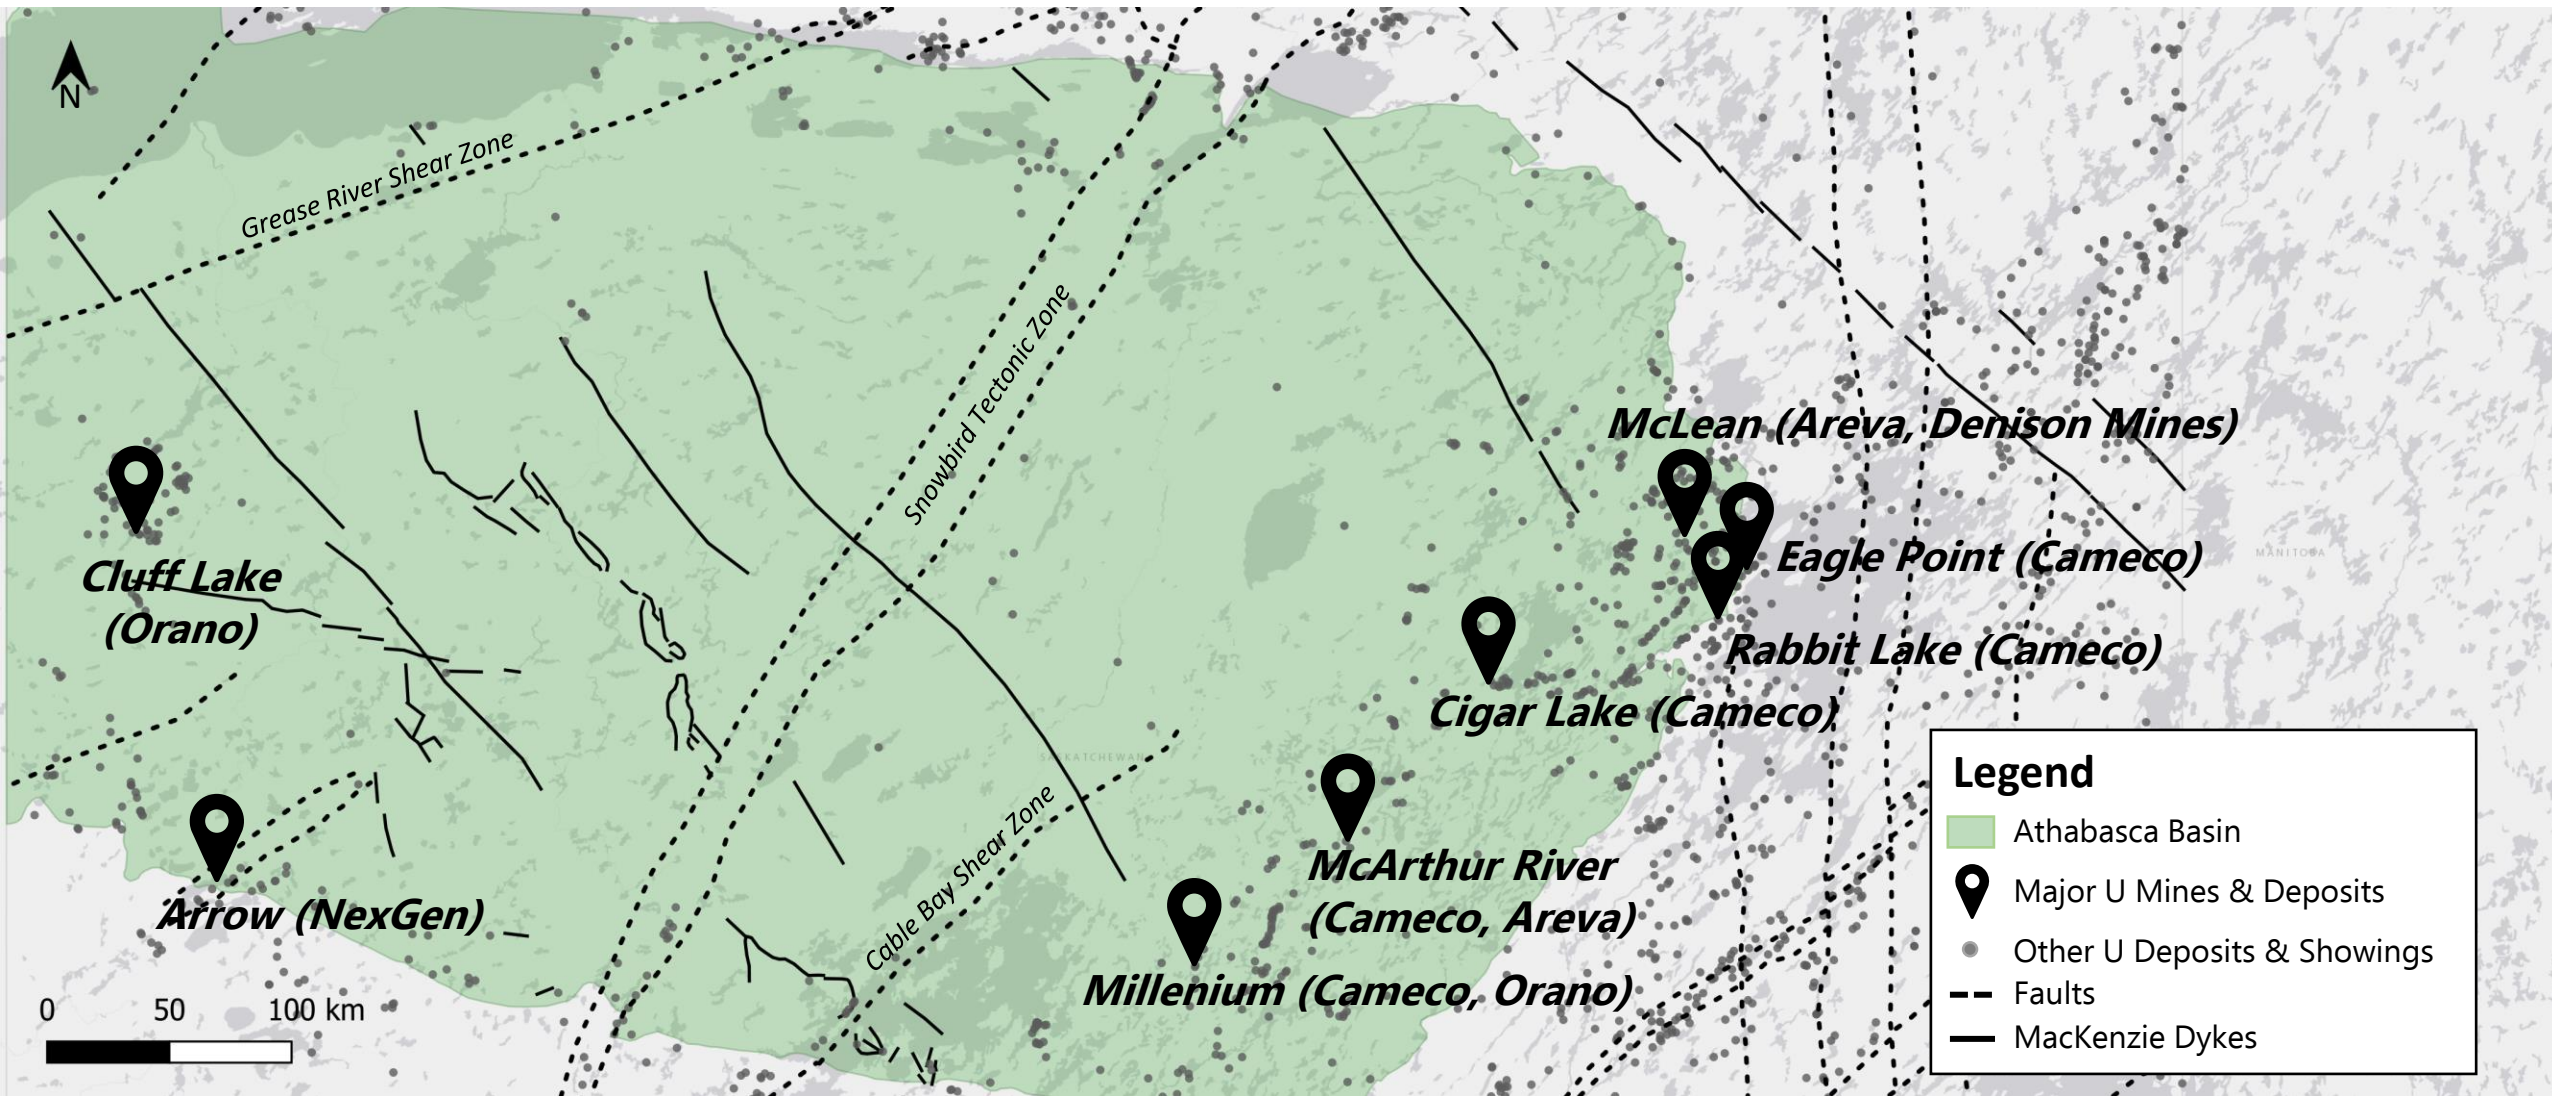 N
Grease River Shear Zone
Snowbird Tectonic Zone
McLean (Areva, Denison Mines)
Eagle Point (Cameco)
MANITOBA
Cluff Lake
(Orano)
Rabbit Lake (Cameco)
Cigar Lake (Cameco)
SASKATCHEWAN
Cable Bay Shear Zone
McArthur River
(Cameco, Areva)
Arrow (NexGen)
Millenium (Cameco, Orano)
0 50 100 km
Legend
Athabasca Basin
Major U Mines & Deposits
Other U Deposits & Showings
Faults
MacKenzie Dykes